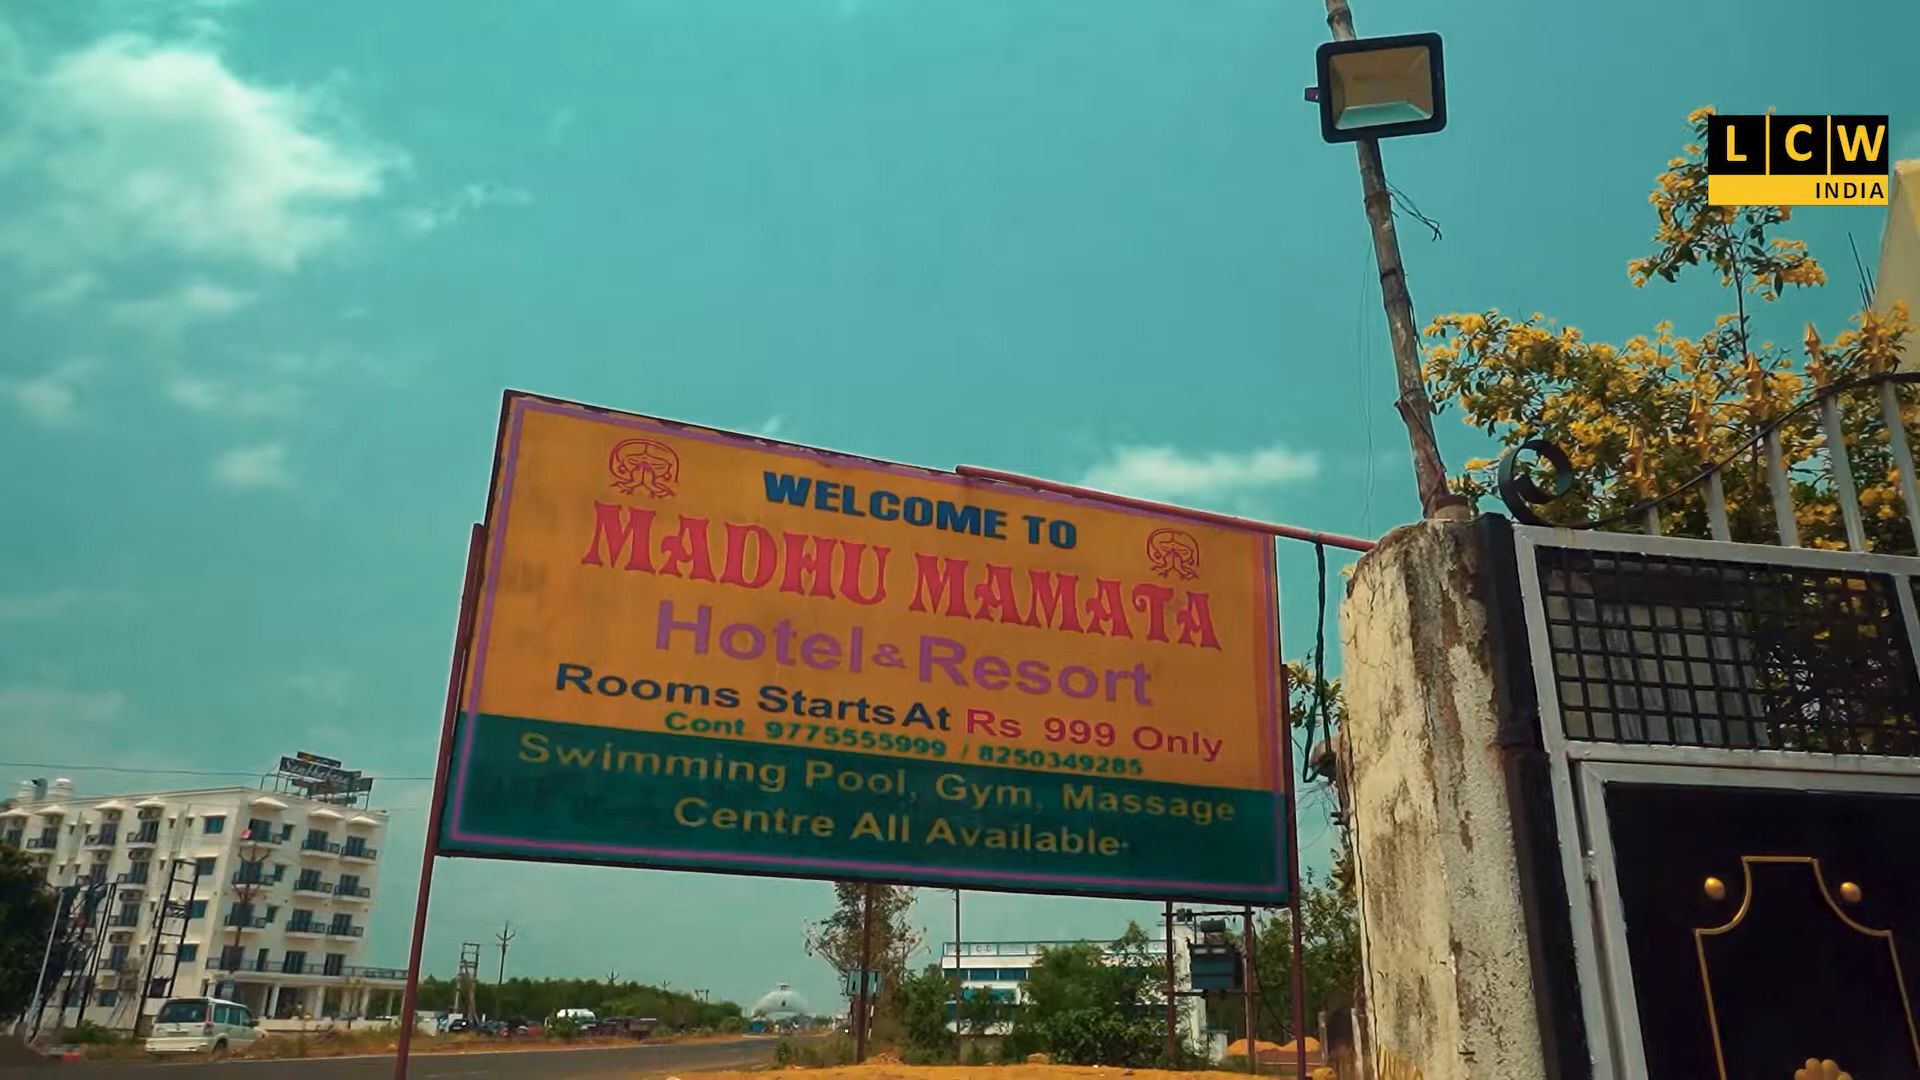 L C W
INDIA
WELCOME TO
MADHU MAMATA
Hotel & Resort
Rooms Starts At Rs 999 Only
Cont 9775555999 / 8250349285
Swimming Pool, Gym, Massage
Centre All Available